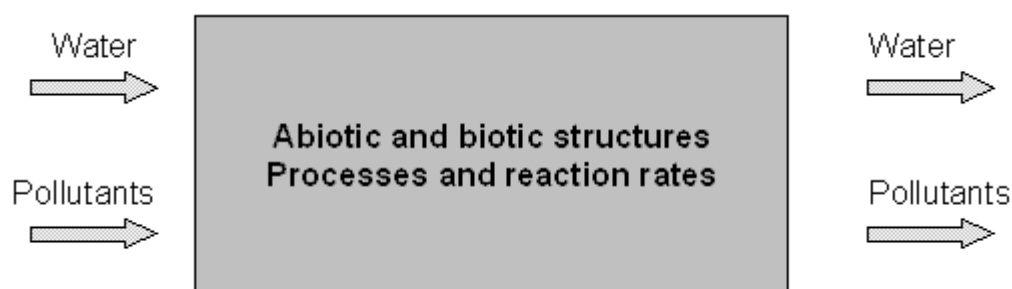 Water
Water
Abiotic and biotic structures
Processes and reaction rates
Pollutants
Pollutants